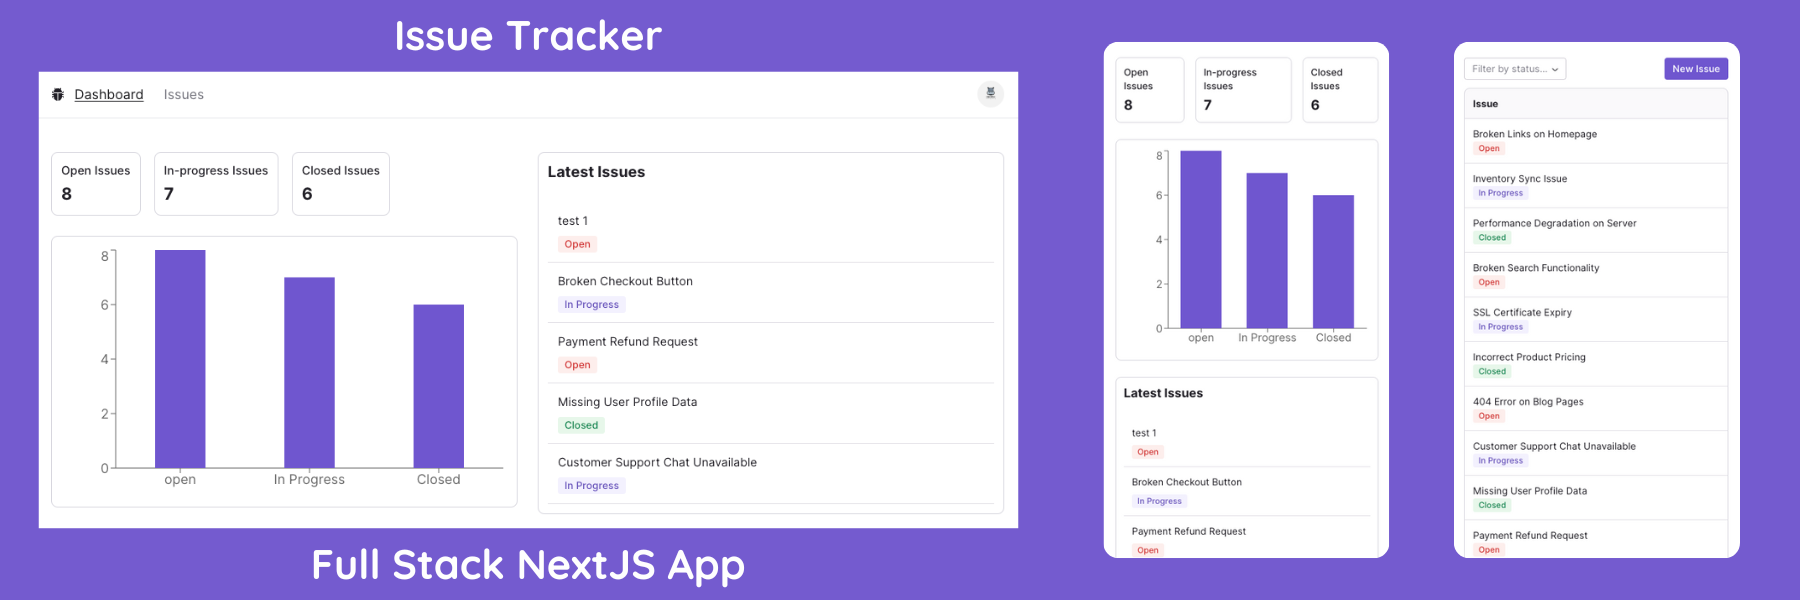 Issue Tracker
Dashboard Issues
Open Issues
8
In-progress Issues
7
Closed Issues
6
8
6
4
2
0
open In Progress Closed
Latest Issues
test 1
Open
Broken Checkout Button
In Progress
Payment Refund Request
Open
Missing User Profile Data
Closed
Customer Support Chat Unavailable
In Progress
Full Stack NextJS App
Open
Issues
8
In-progress
Issues
7
Closed
Issues
6
8
6
4
2
0
open In Progress Closed
Latest Issues
test 1
Open
Broken Checkout Button
In Progress
Payment Refund Request
Open
Filter by status...
New Issue
Issue
Broken Links on Homepage
Open
Inventory Sync Issue
In Progress
Performance Degradation on Server
Closed
Broken Search Functionality
Open
SSL Certificate Expiry
In Progress
Incorrect Product Pricing
Closed
404 Error on Blog Pages
Open
Customer Support Chat Unavailable
In Progress
Missing User Profile Data
Closed
Payment Refund Request
Open